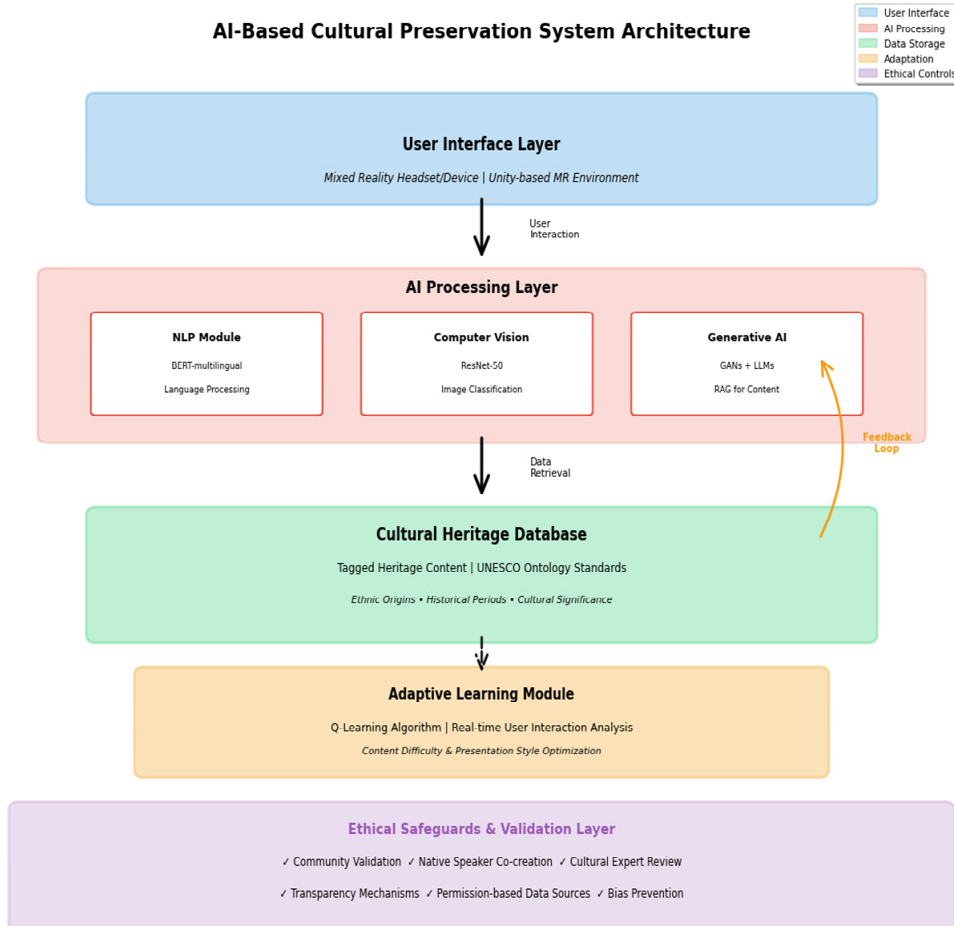 AI-Based Cultural Preservation System Architecture
User Interface
AI Processing
Data Storage
Adaptation
Ethical Controls
User Interface Layer
Mixed Reality Headset/Device | Unity-based MR Environment
User
Interaction
AI Processing Layer
NLP Module
BERT-multilingual
Language Processing
Computer Vision
ResNet-50
Image Classification
Generative AI
GANs + LLMs
RAG for Content
Feedback
Loop
Data
Retrieval
Cultural Heritage Database
Tagged Heritage Content | UNESCO Ontology Standards
Ethnic Origins • Historical Periods • Cultural Significance
Adaptive Learning Module
Q-Learning Algorithm | Real-time User Interaction Analysis
Content Difficulty & Presentation Style Optimization
Ethical Safeguards & Validation Layer
✓ Community Validation ✓ Native Speaker Co-creation ✓ Cultural Expert Review
✓ Transparency Mechanisms ✓ Permission-based Data Sources ✓ Bias Prevention